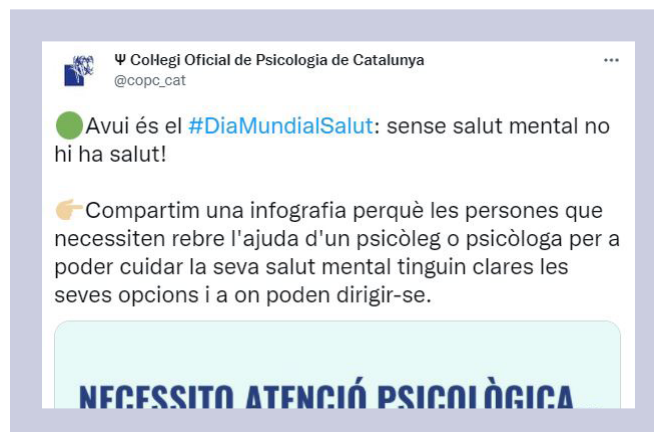 Ψ Col·legi Oficial de Psicologia de Catalunya
@copc_cat
Avui és el #DiaMundialSalut: sense salut mental no
hi ha salut!
Compartim una infografia perquè les persones que
necessiten rebre l'ajuda d'un psicòleg o psicòloga per a
poder cuidar la seva salut mental tinguin clares les
seves opcions i a on poden dirigir-se.
NECESSITO ATENCIÓ PSICOLÒGICA